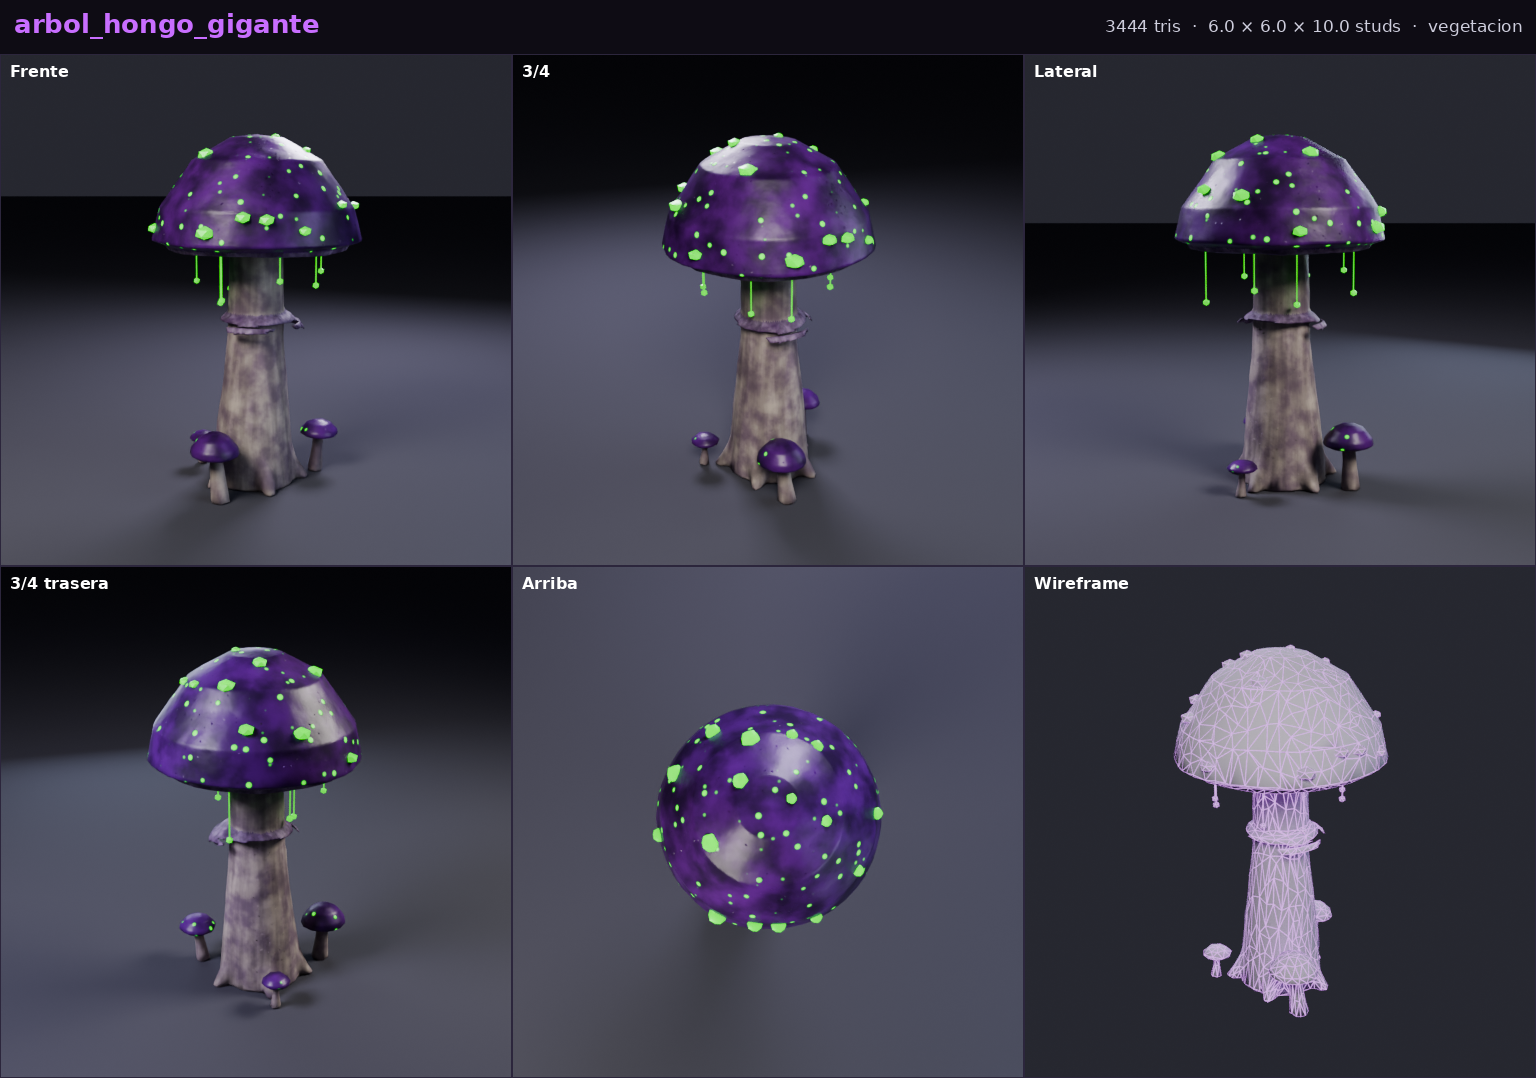 arbol_hongo_gigante
3444 tris · 6.0 × 6.0 × 10.0 studs · vegetacion
Frente
3/4
Lateral
3/4 trasera
Arriba
Wireframe